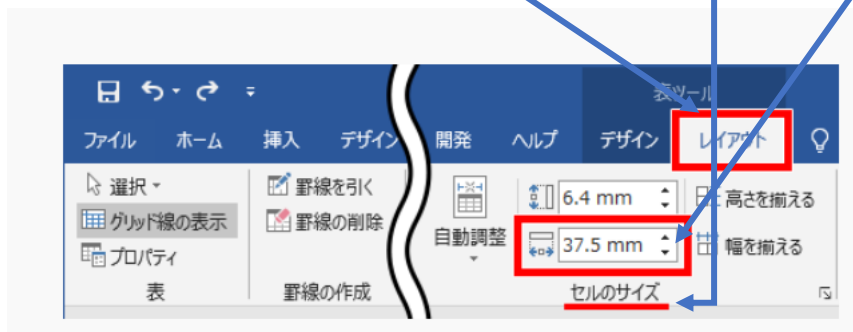 表ツール
ファイル ホーム 挿入 デザイン 開発 ヘルプ デザイン レイアウト
選択 罫線を引く 6.4 mm 高さを揃える
グリッド線の表示 罫線の削除 自動調整 37.5 mm 幅を揃える
プロパティ
表 罫線の作成 セルのサイズ